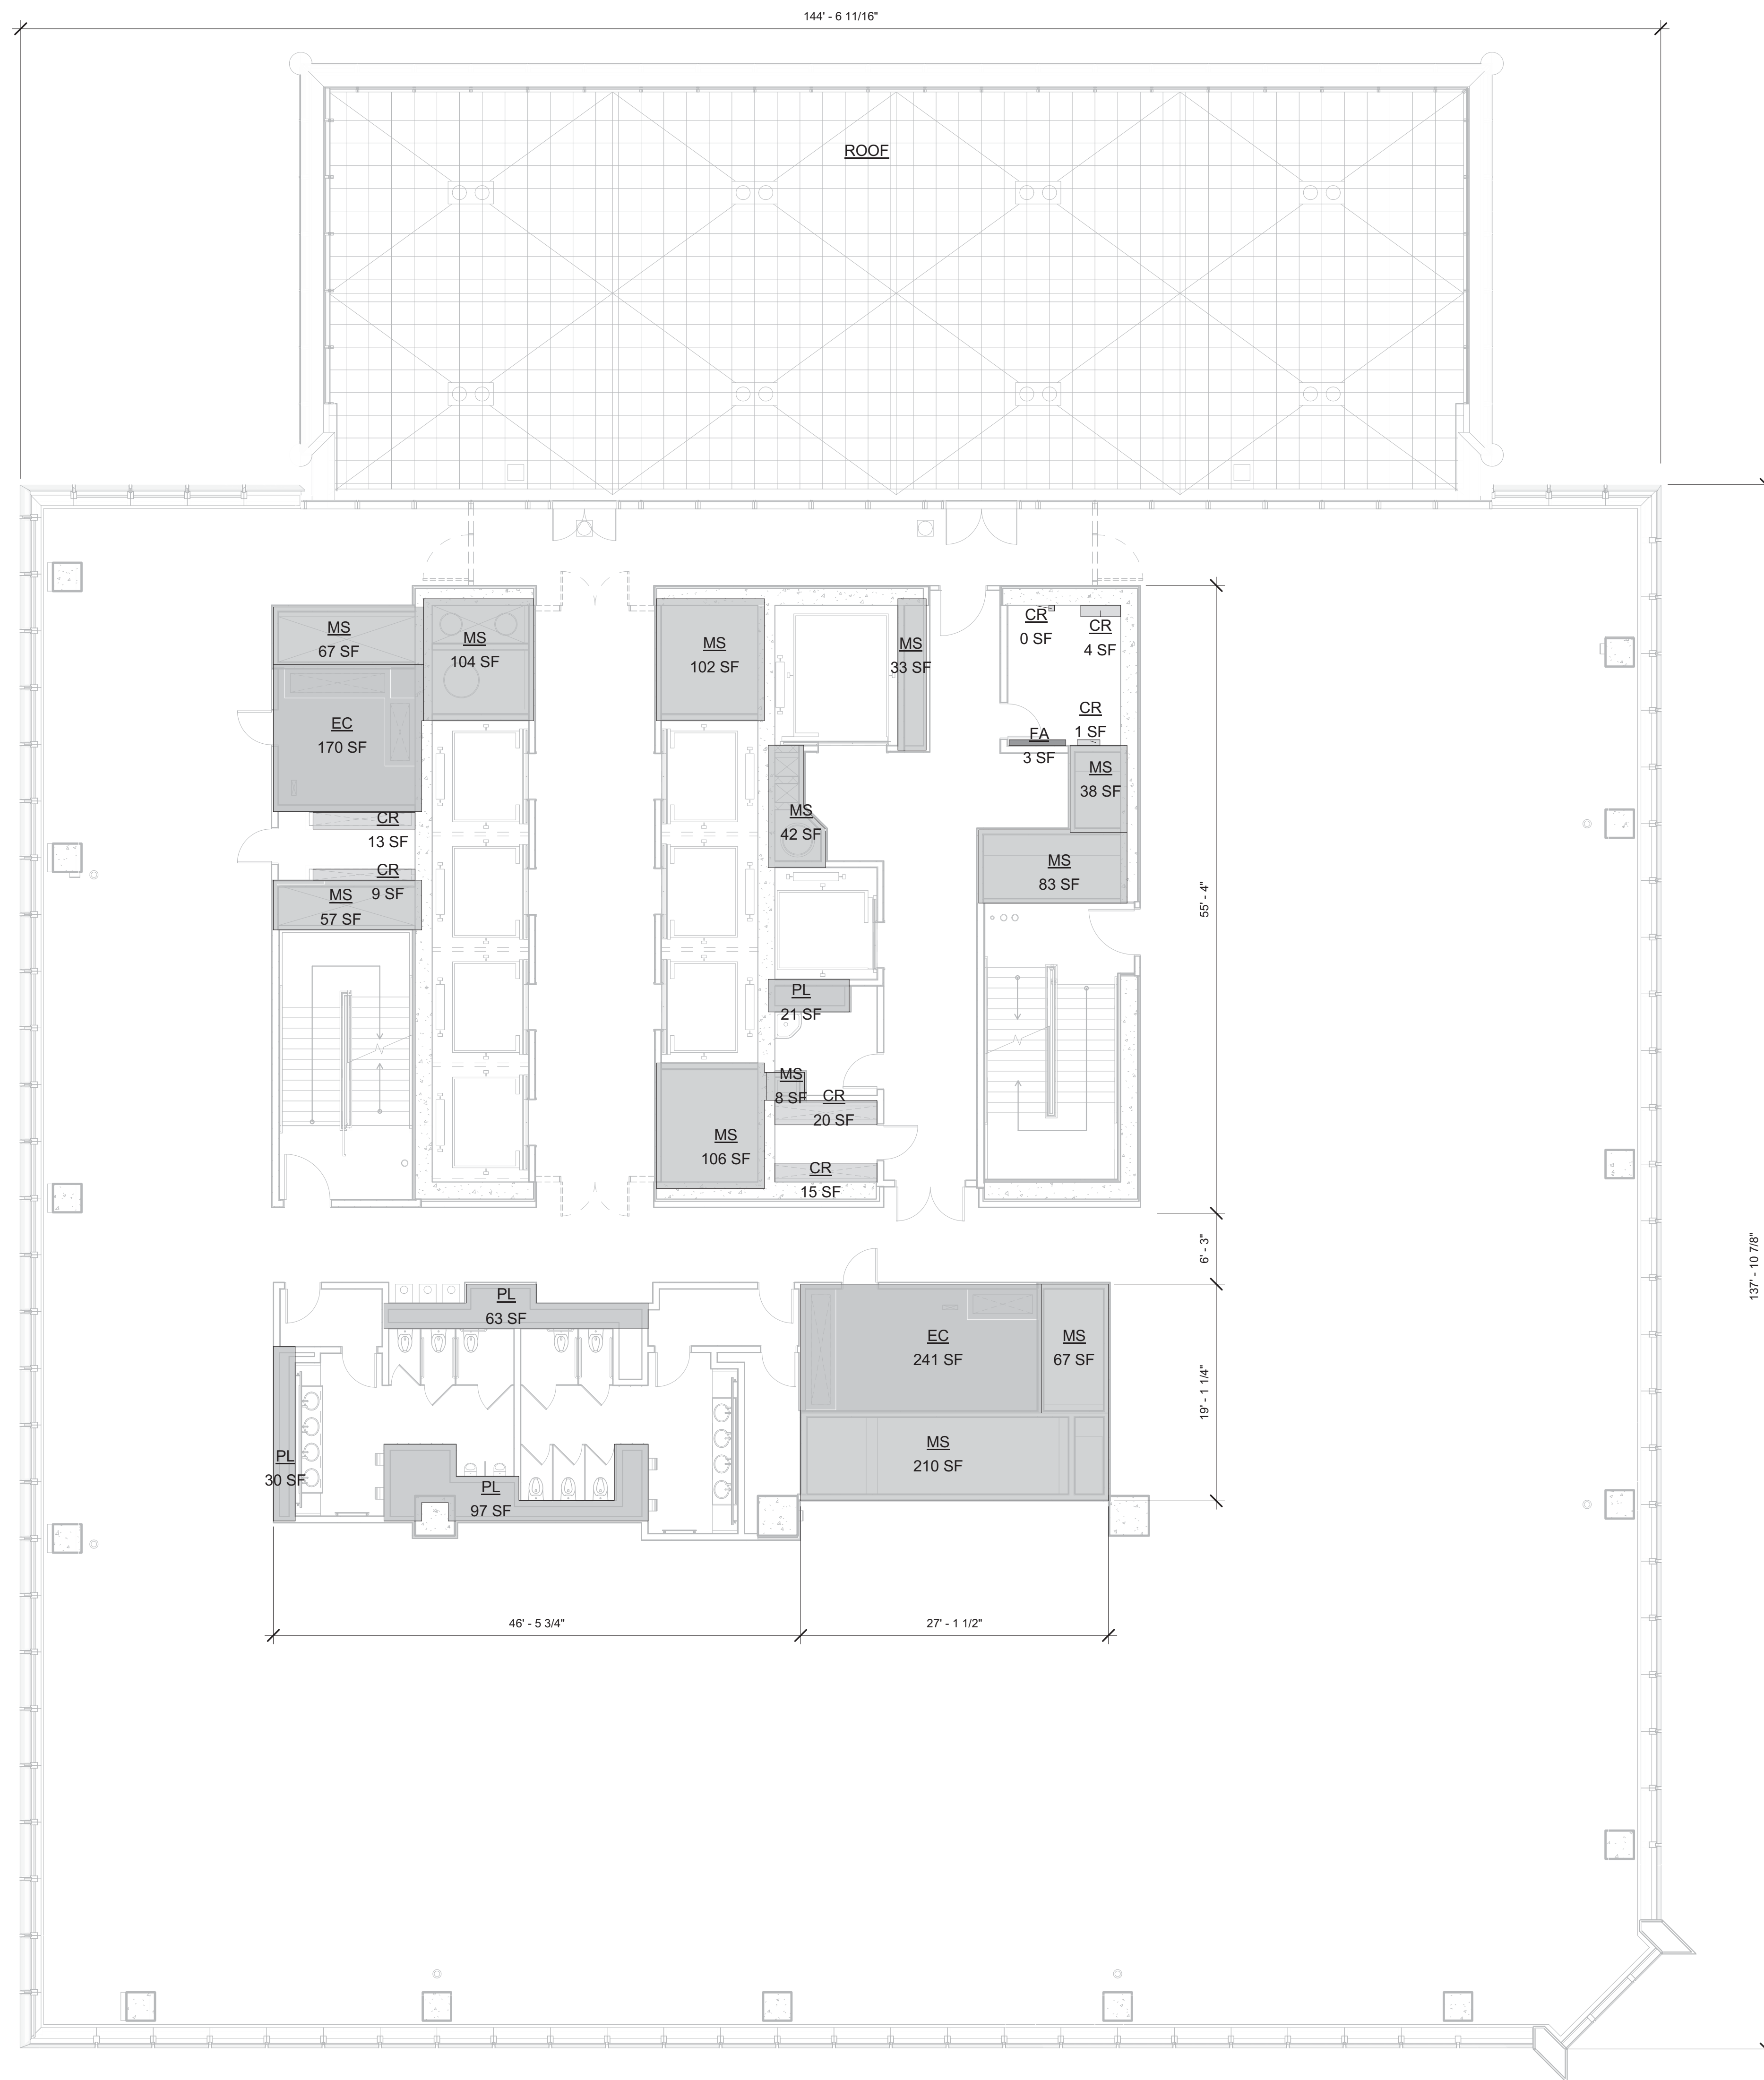 144' - 6 11/16"
ROOF
MS
67 SF
MS
104 SF
MS
102 SF
MS
33 SF
CR
0 SF
CR
4 SF
EC
170 SF
CR
1 SF
FA
3 SF
MS
38 SF
CR
13 SF
MS
42 SF
CR
9 SF
MS
57 SF
MS
83 SF
55' - 4"
PL
21 SF
MS
8 SF
CR
20 SF
MS
106 SF
CR
15 SF
6' - 3"
137' - 10 7/8"
PL
63 SF
EC
241 SF
MS
67 SF
19' - 1 1/4"
PL
30 SF
PL
97 SF
MS
210 SF
46' - 5 3/4"
27' - 1 1/2"